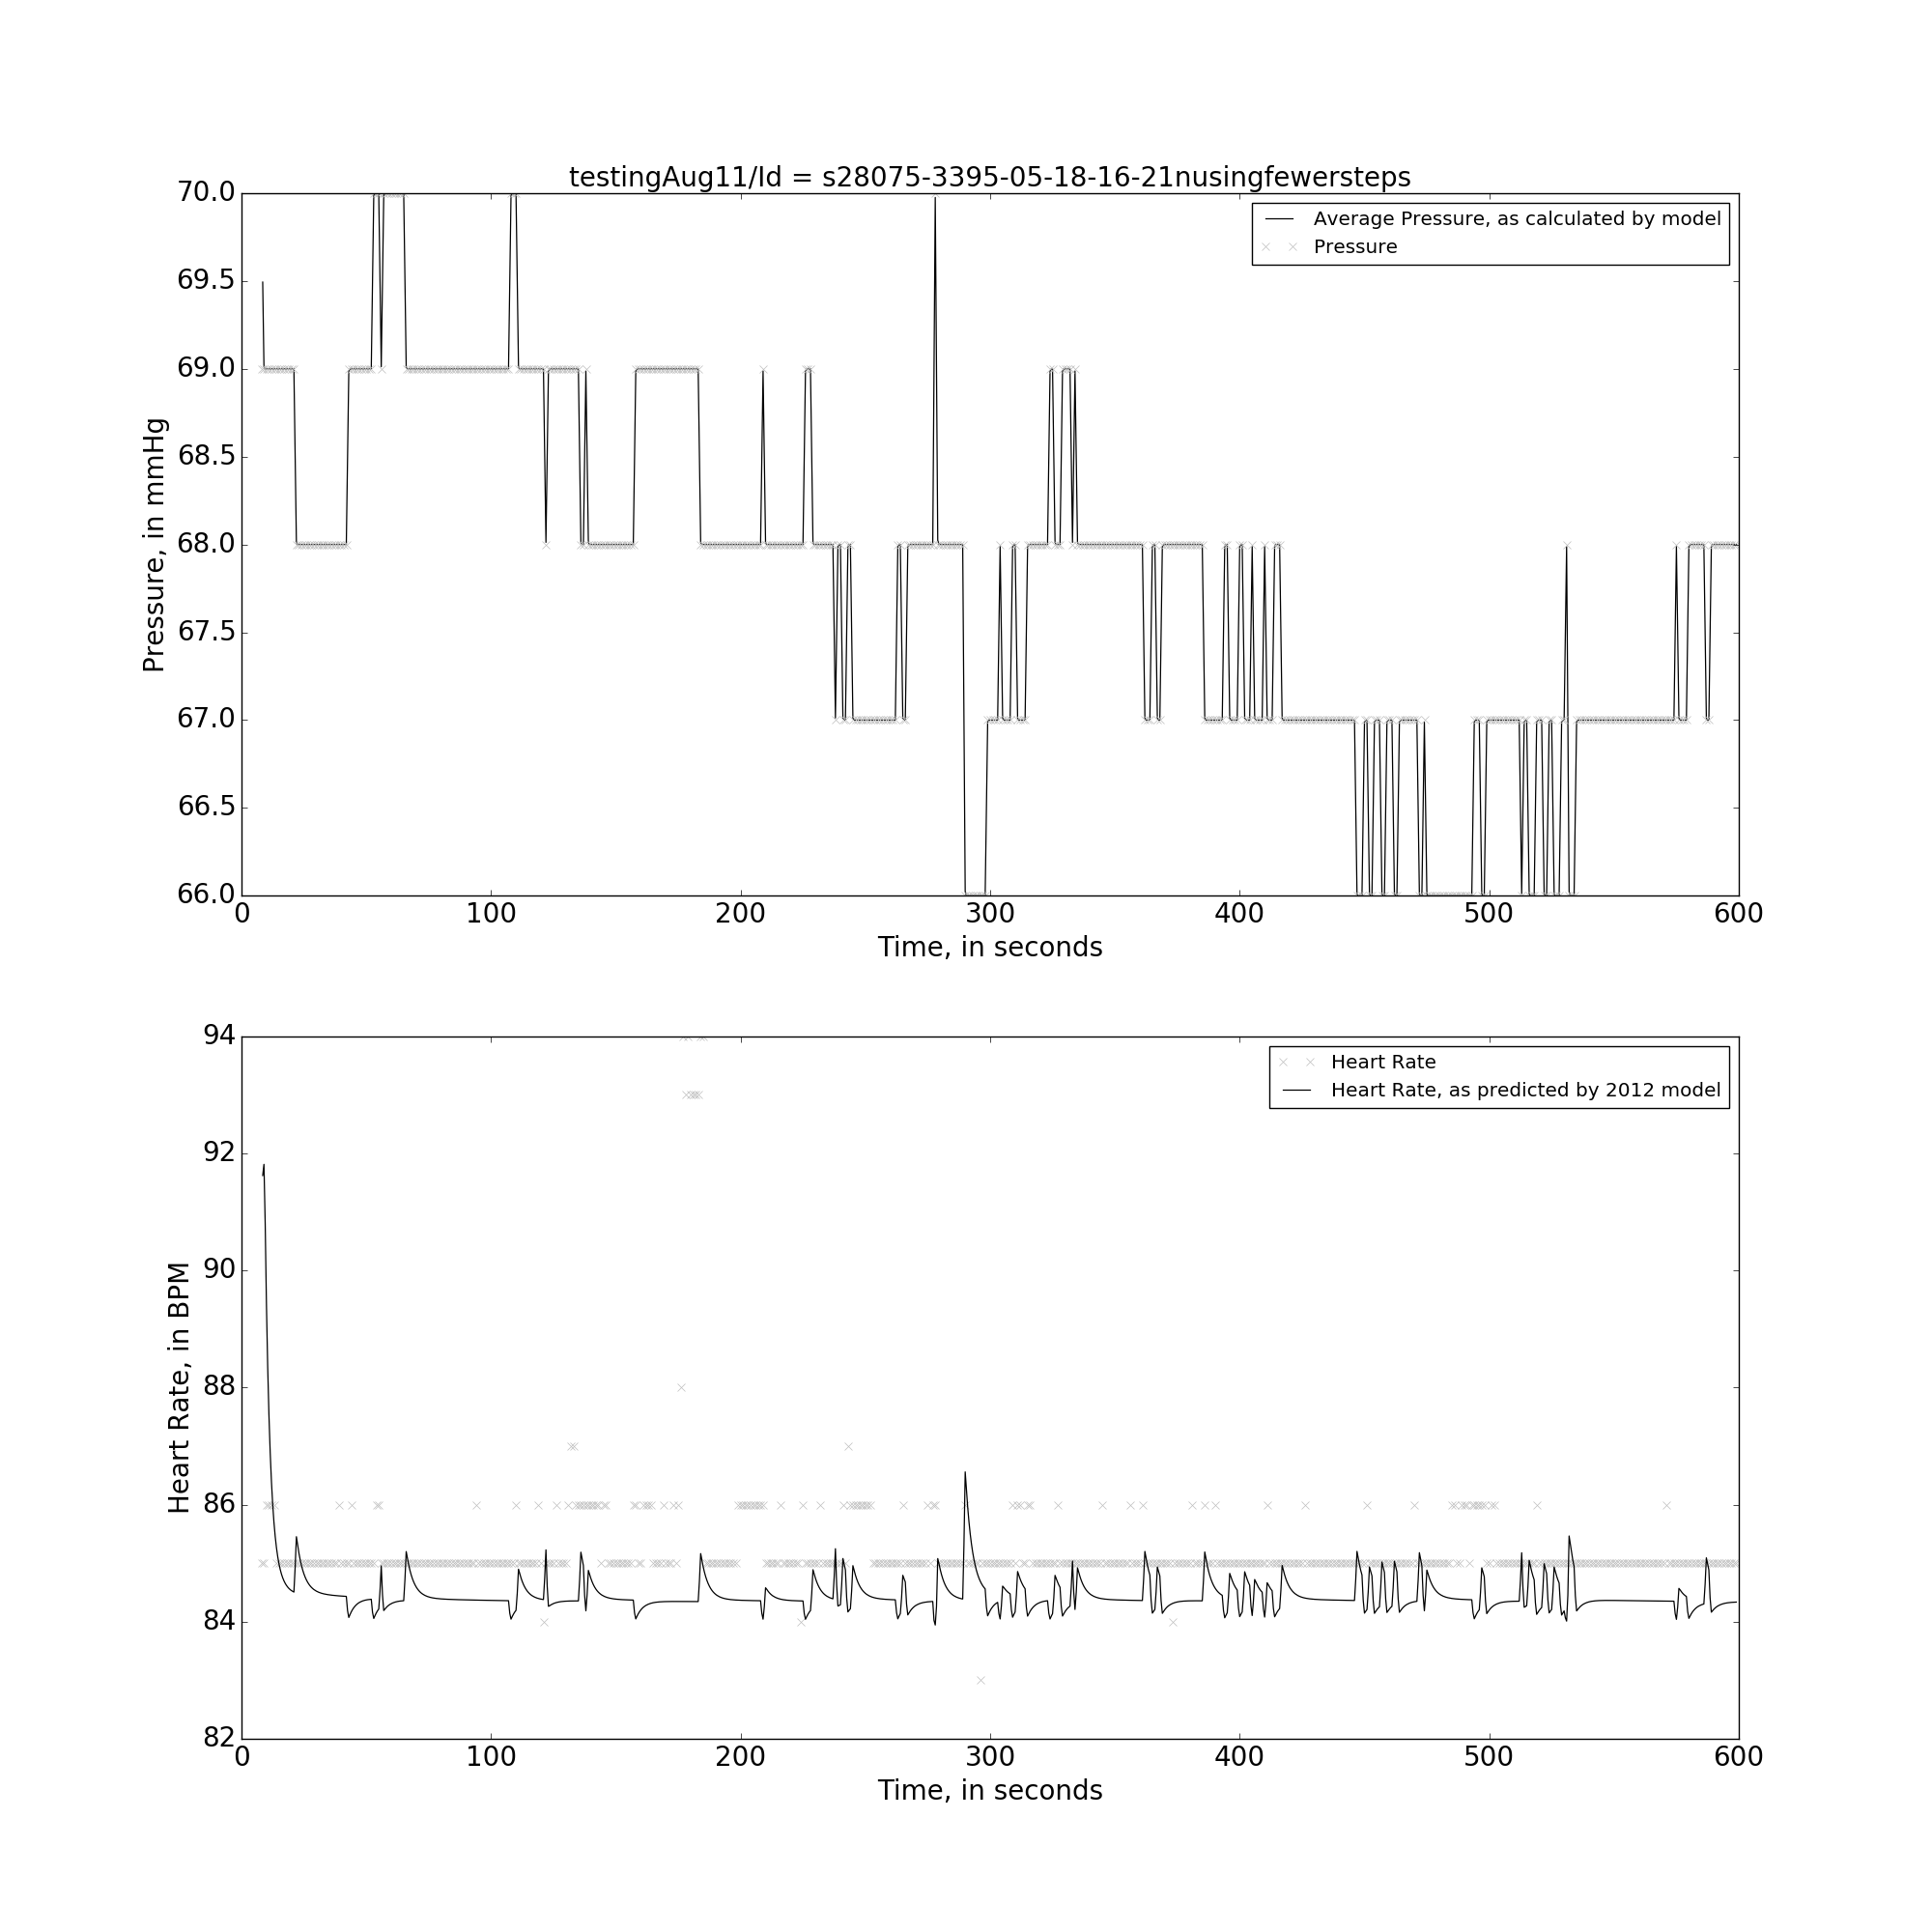 testingAug11/Id = s28075-3395-05-18-16-21nusingfewersteps
70.0
69.5
69.0
68.5
68.0
67.5
67.0
66.5
66.0
Pressure, in mmHg
Average Pressure, as calculated by model
Pressure
0 100 200 300 400 500 600
Time, in seconds
94
92
90
88
86
84
82
Heart Rate, in BPM
Heart Rate
Heart Rate, as predicted by 2012 model
0 100 200 300 400 500 600
Time, in seconds